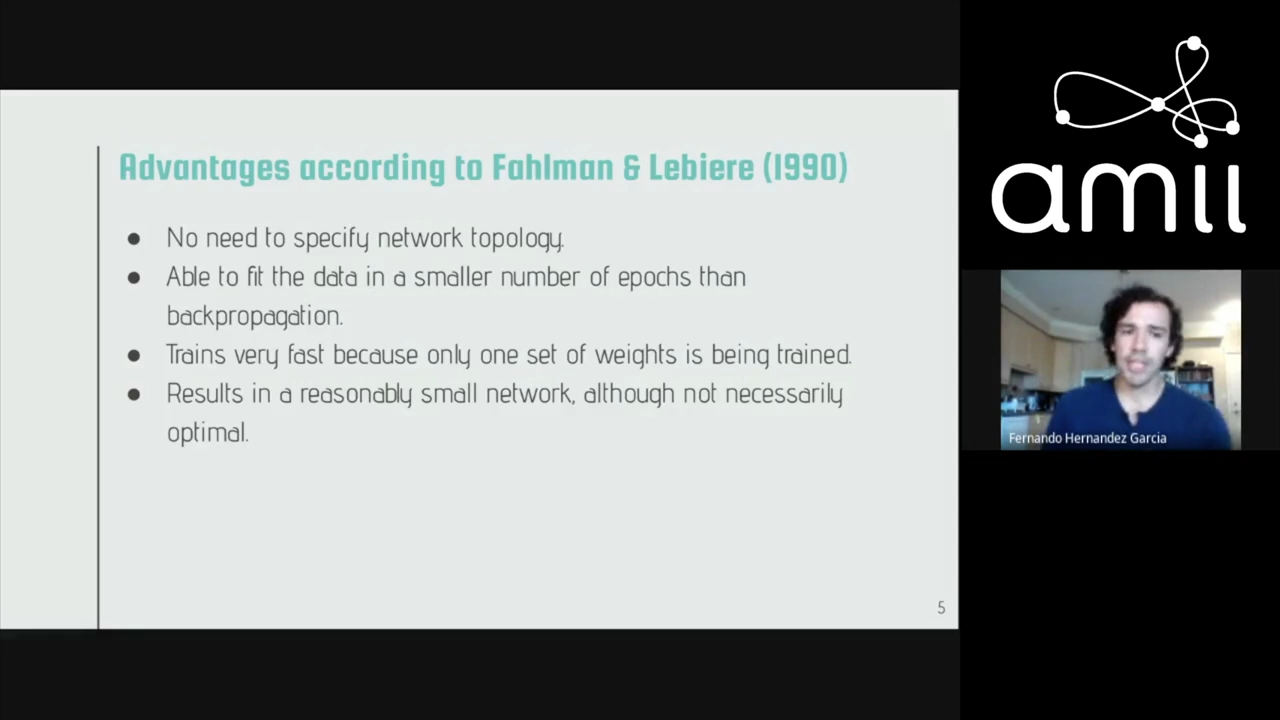 Advantages according to Fahlman & Lebiere (1990)
● No need to specify network topology.
● Able to fit the data in a smaller number of epochs than
backpropagation.
● Trains very fast because only one set of weights is being trained.
● Results in a reasonably small network, although not necessarily
optimal.
5
amii
Fernando Hernandez Garcia